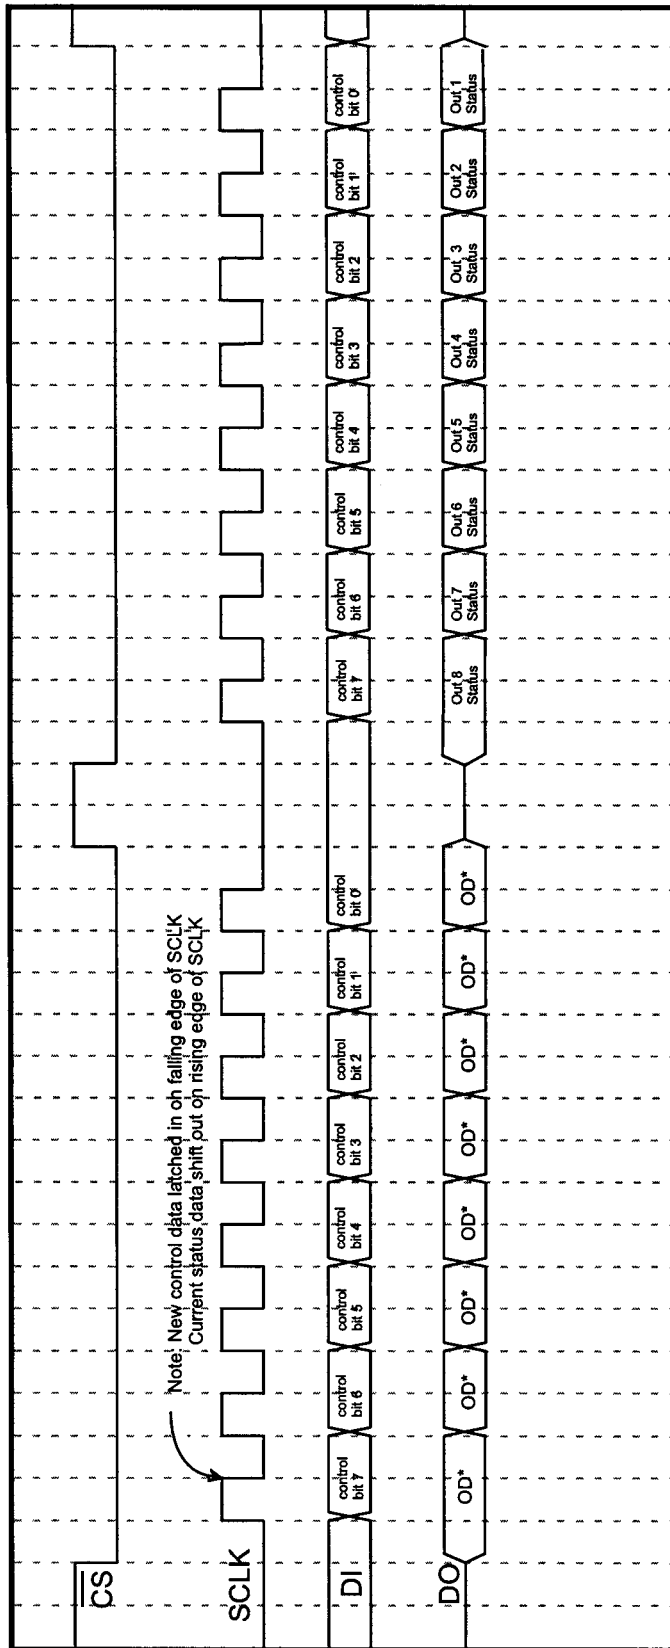 CS
SCLK
Note: New control data latched in on falling edge of SCLK
Current status data shift out on rising edge of SCLK
DI
control
bit 7
control
bit 6
control
bit 5
control
bit 4
control
bit 3
control
bit 2
control
bit 1
control
bit 0
control
bit 7
control
bit 6
control
bit 5
control
bit 4
control
bit 3
control
bit 2
control
bit 1
control
bit 0
DO
OD*
OD*
OD*
OD*
OD*
OD*
OD*
OD*
Out 8
Status
Out 7
Status
Out 6
Status
Out 5
Status
Out 4
Status
Out 3
Status
Out 2
Status
Out 1
Status